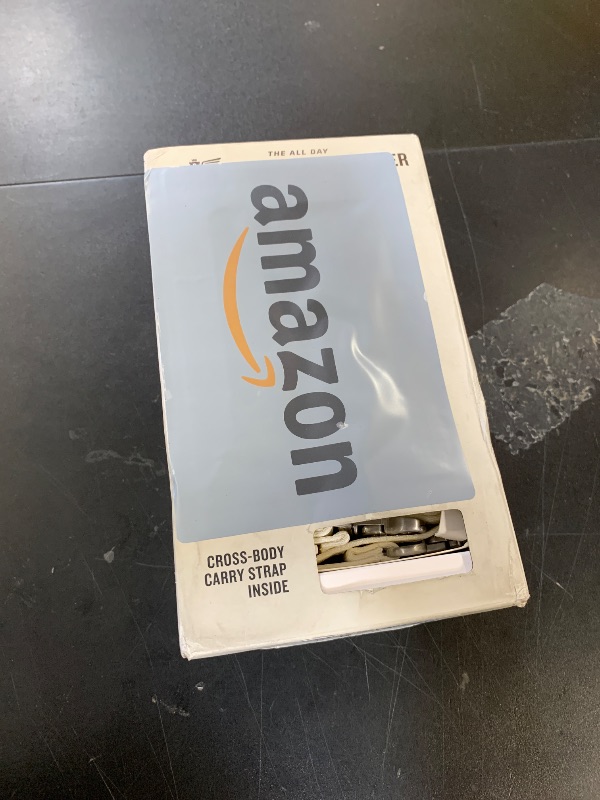 THE ALL DAY
amazon
CROSS-BODY
CARRY STRAP
INSIDE